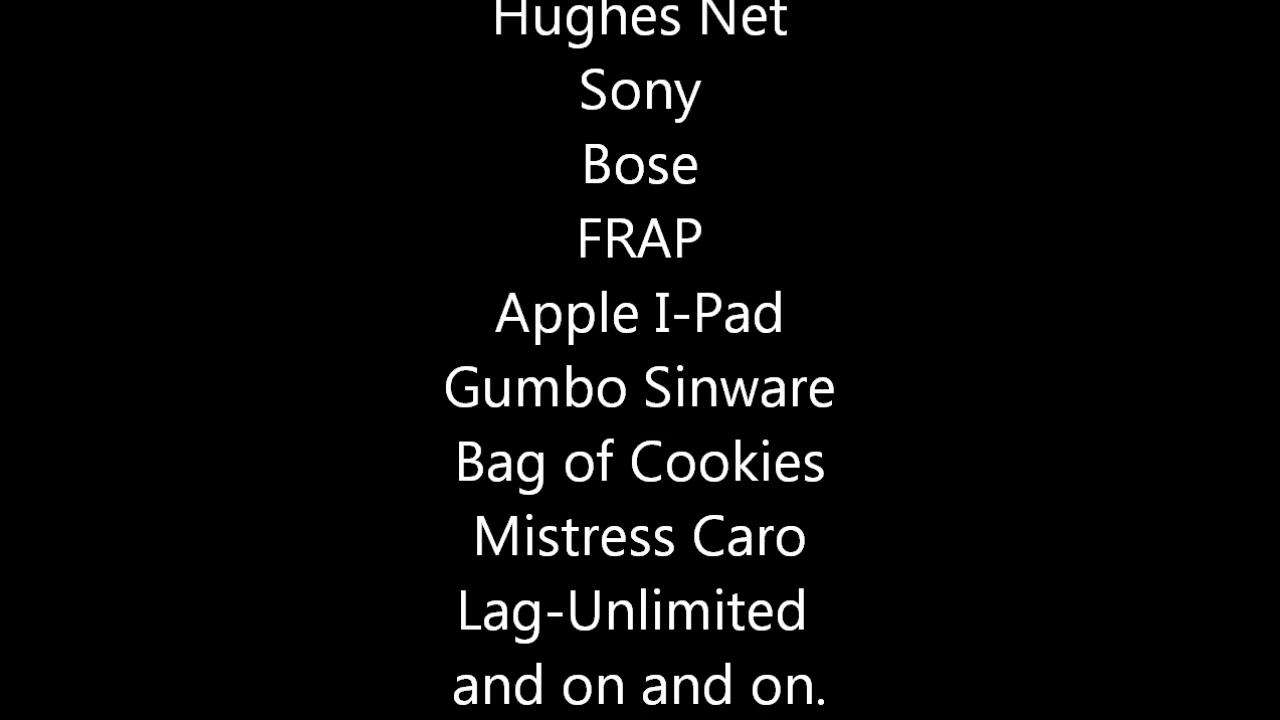 Hughes Net
Sony
Bose
FRAP
Apple I-Pad
Gumbo Sinware
Bag of Cookies
Mistress Caro
Lag-Unlimited
and on and on.